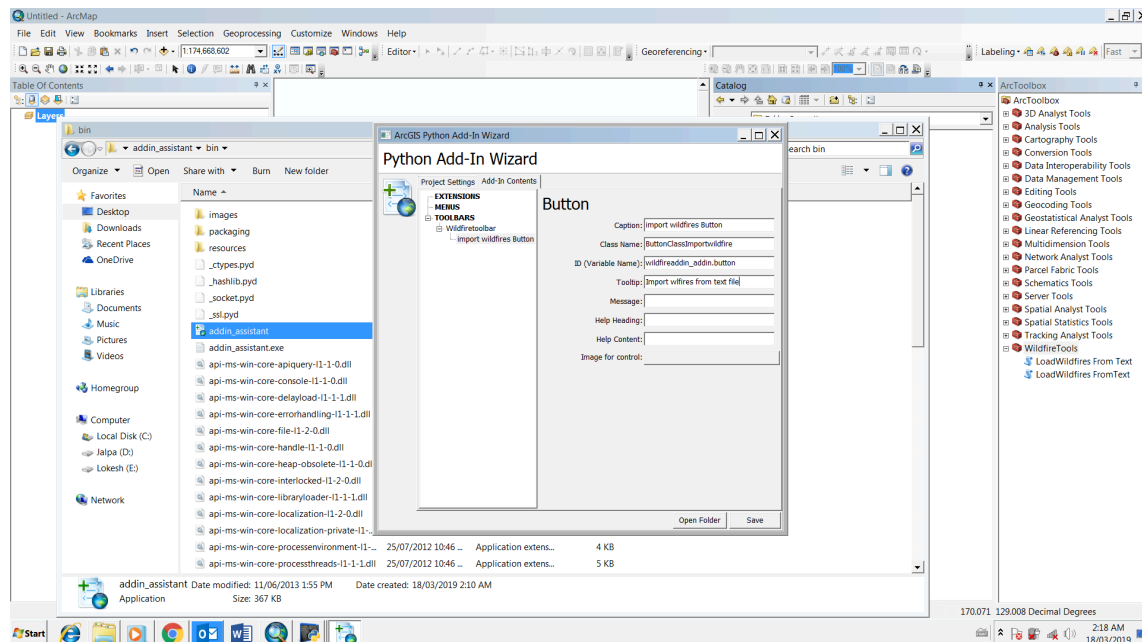 Untitled - ArcMap
File Edit View Bookmarks Insert Selection Geoprocessing Customize Windows Help
1:174,668,602
Editor
Georeferencing
Labeling
Fast
Table Of Contents
Layers
Catalog
ArcToolbox
ArcToolbox
3D Analyst Tools
Analysis Tools
Cartography Tools
Conversion Tools
Data Interoperability Tools
Data Management Tools
Editing Tools
Geocoding Tools
Geostatistical Analyst Tools
Linear Referencing Tools
Multidimension Tools
Network Analyst Tools
Parcel Fabric Tools
Schematics Tools
Server Tools
Spatial Analyst Tools
Spatial Statistics Tools
Tracking Analyst Tools
WildfireTools
LoadWildfires From Text
LoadWildfires FromText
bin
addin_assistant bin
earch bin
Organize Open Share with Burn New folder
Favorites
Desktop
Downloads
Recent Places
OneDrive
Libraries
Documents
Music
Pictures
Videos
Homegroup
Computer
Local Disk (C:)
Jalpa (D:)
Lokesh (E:)
Network
Name
images
packaging
resources
_ctypes.pyd
_hashlib.pyd
_socket.pyd
_ssl.pyd
addin_assistant
addin_assistant.exe
api-ms-win-core-apiquery-l1-1-0.dll
api-ms-win-core-console-l1-1-0.dll
api-ms-win-core-delayload-l1-1-1.dll
api-ms-win-core-errorhandling-l1-1-1.dll
api-ms-win-core-file-l1-2-0.dll
api-ms-win-core-handle-l1-1-0.dll
api-ms-win-core-heap-obsolete-l1-1-0.dl
api-ms-win-core-interlocked-l1-2-0.dll
api-ms-win-core-libraryloader-l1-1-1.dll
api-ms-win-core-localization-l1-2-0.dll
api-ms-win-core-localization-private-l1-..
api-ms-win-core-processenvironment-l1-... 25/07/2012 10:46 ... Application extens... 4 KB
api-ms-win-core-processthreads-l1-1-1.dll 25/07/2012 10:46 ... Application extens... 5 KB
addin_assistant Date modified: 11/06/2013 1:55 PM Date created: 18/03/2019 2:10 AM
Application Size: 367 KB
ArcGIS Python Add-In Wizard
Python Add-In Wizard
Project Settings Add-In Contents
EXTENSIONS
MENUS
TOOLBARS
Wildfiretoolbar
import wildfires Button
Button
Caption: import wildfires Button
Class Name: ButtonClassImportwildfire
ID (Variable Name): wildfireaddin_addin.button
Tooltip: Import wlfires from text file
Message:
Help Heading:
Help Content:
Image for control:
Open Folder Save
170.071 129.008 Decimal Degrees
Start
2:18 AM
18/03/2019